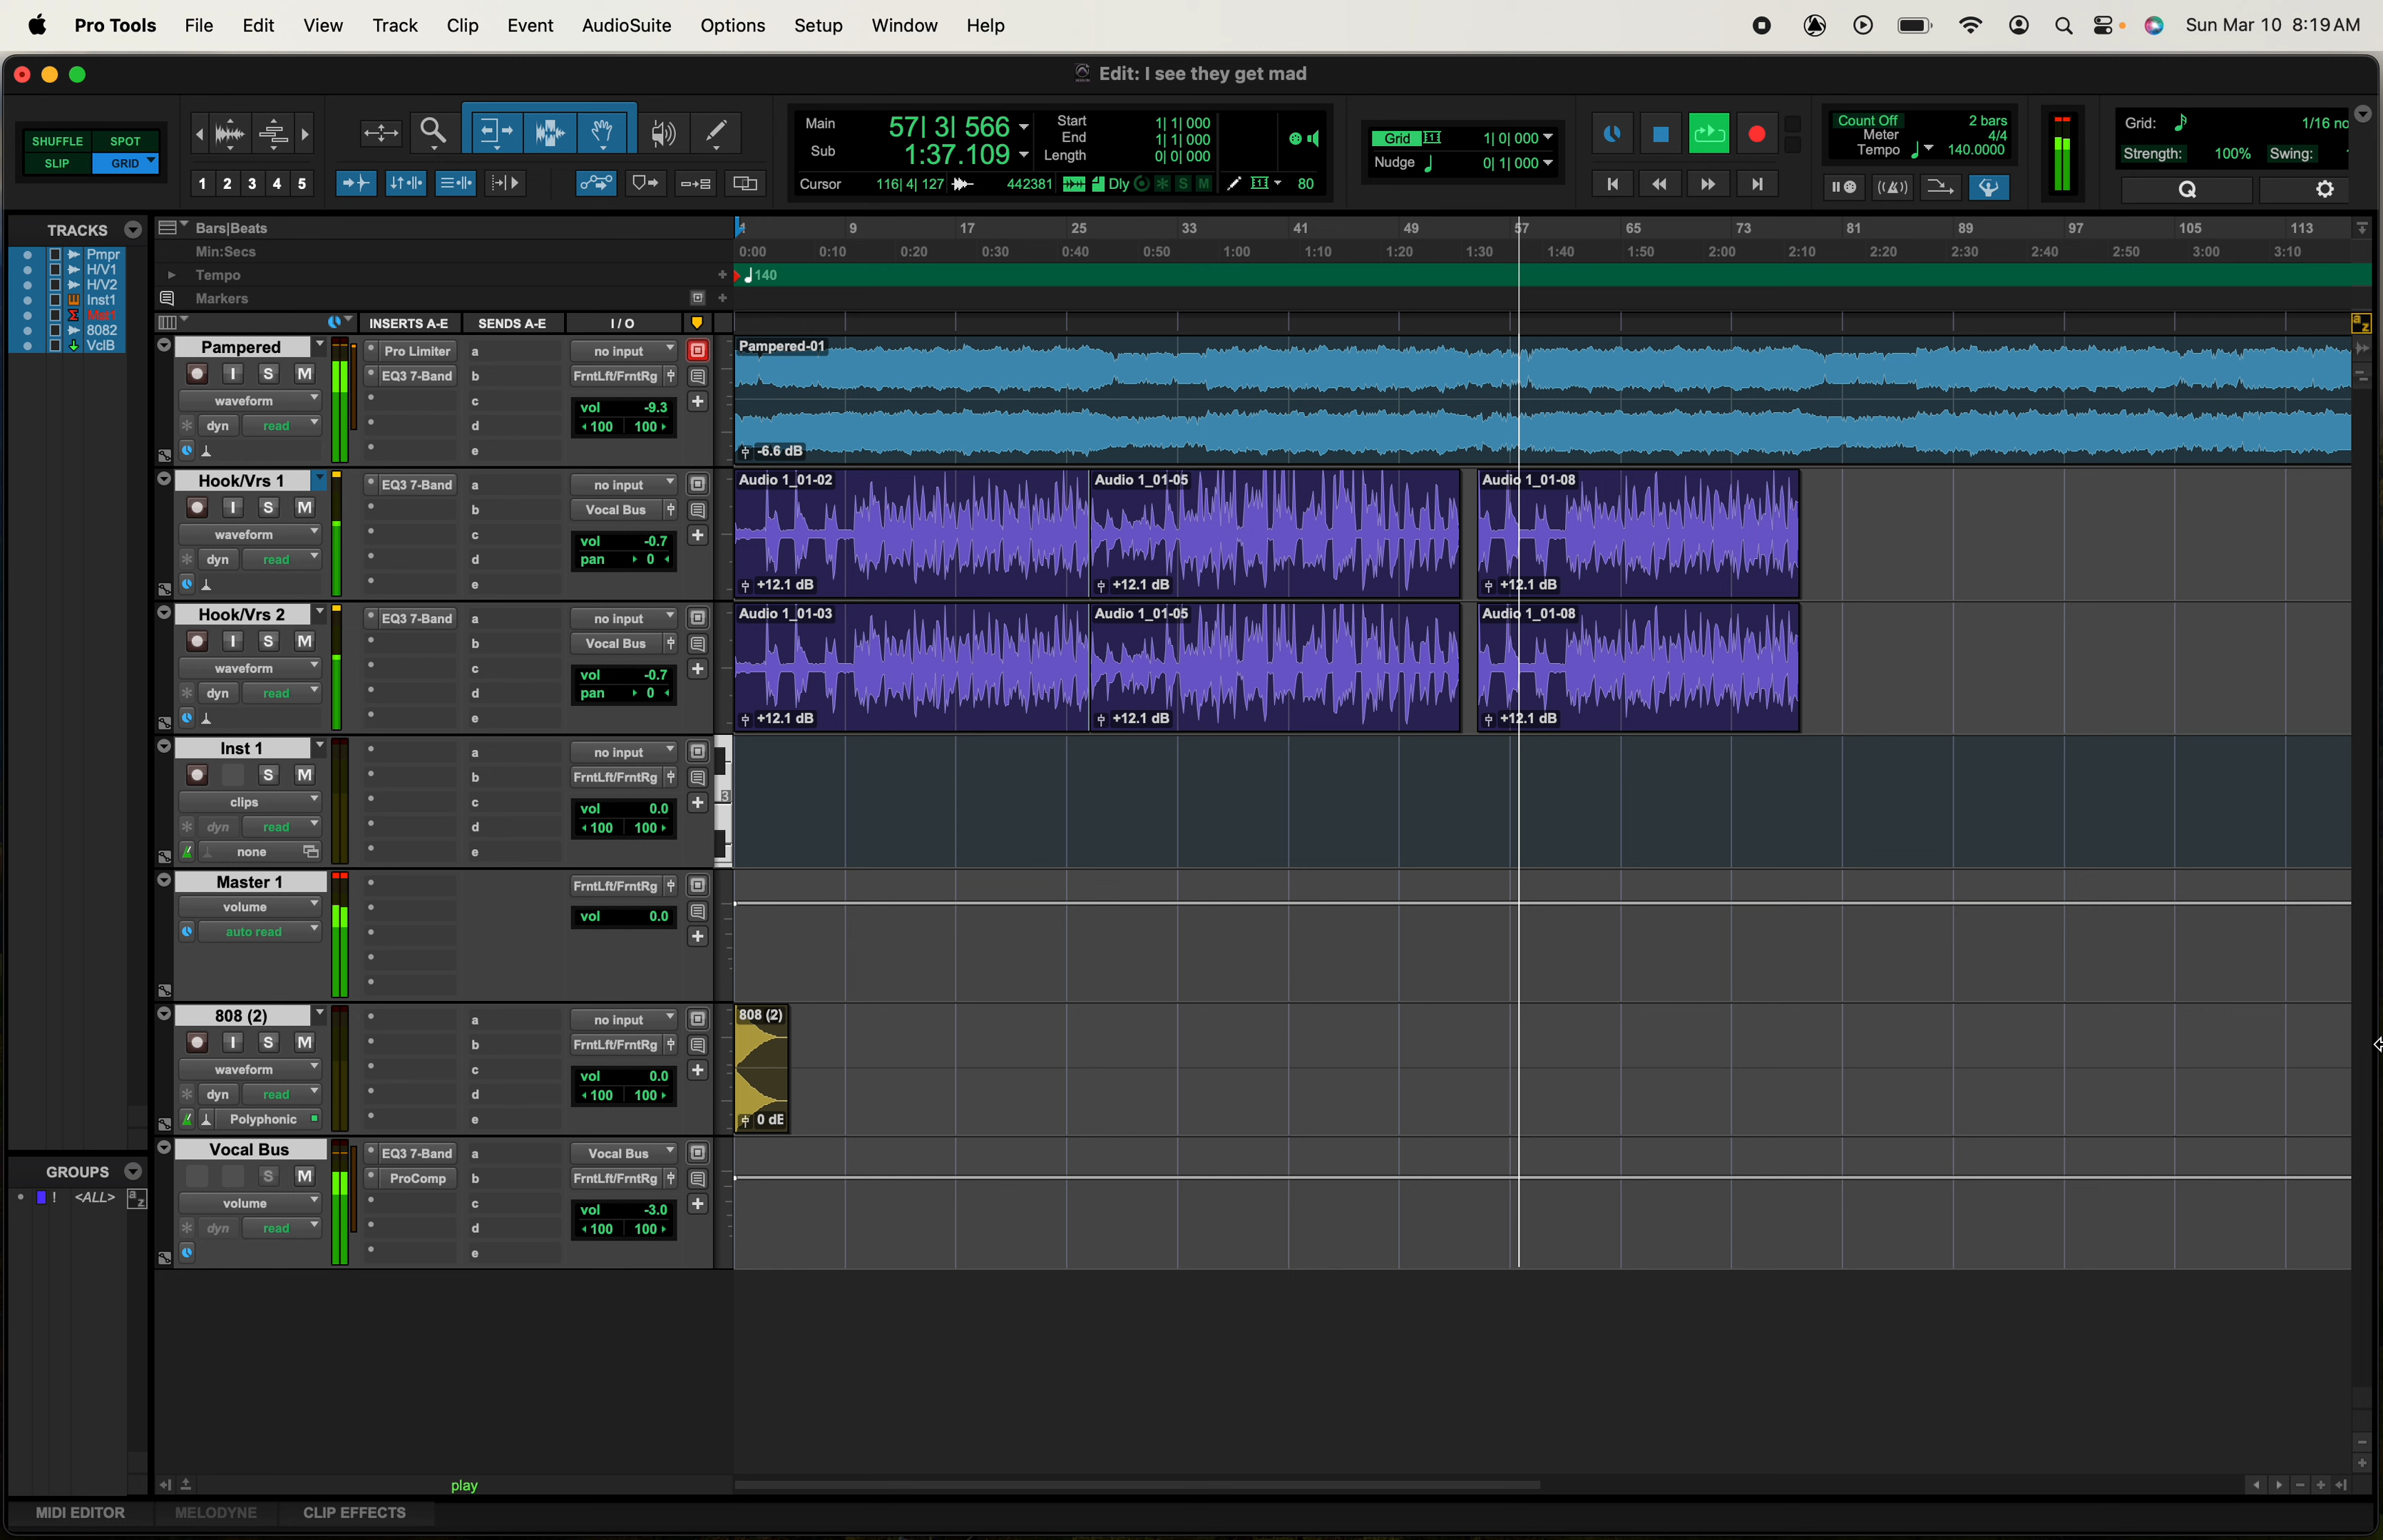 Pro Tools File Edit View Track Clip Event AudioSuite Options Setup Window Help Sun Mar 10 8:19 AM
Edit: I see they get mad
SHUFFLE SPOT
SLIP GRID
1 2 3 4 5
Main 57| 3| 566
Sub 1:37.109
Start 1| 1| 000
End 1| 1| 000
Length 0| 0| 000
Cursor 116| 4| 127 442381 Dly S M 80
Grid 1| 0| 000
Nudge 0| 1| 000
Count Off 2 bars
Meter 4/4
Tempo 140.0000
Grid: 1/16 no
Strength: 100% Swing:
Q
TRACKS
Pmpr
H/V1
H/V2
Inst1
Mst1
8082
VclB
Bars|Beats 1 9 17 25 33 41 49 57 65 73 81 89 97 105 113
Min:Secs 0:00 0:10 0:20 0:30 0:40 0:50 1:00 1:10 1:20 1:30 1:40 1:50 2:00 2:10 2:20 2:30 2:40 2:50 3:00 3:10
Tempo + 140
Markers +
INSERTS A-E SENDS A-E I / O
a z
Pampered
I S M
waveform
dyn read
Pro Limiter
EQ3 7-Band
a
b
c
d
e
no input
FrntLft/FrntRg
vol -9.3
100 100
Pampered-01
-6.6 dB
Hook/Vrs 1
I S M
waveform
dyn read
EQ3 7-Band
a
b
c
d
e
no input
Vocal Bus
vol -0.7
pan 0
Audio 1_01-02 Audio 1_01-05 Audio 1_01-08
+12.1 dB +12.1 dB +12.1 dB
Hook/Vrs 2
I S M
waveform
dyn read
EQ3 7-Band
a
b
c
d
e
no input
Vocal Bus
vol -0.7
pan 0
Audio 1_01-03 Audio 1_01-05 Audio 1_01-08
+12.1 dB +12.1 dB +12.1 dB
Inst 1
S M
clips
dyn read
none
a
b
c
d
e
no input
FrntLft/FrntRg
vol 0.0
100 100
3
Master 1
volume
auto read
FrntLft/FrntRg
vol 0.0
808 (2)
I S M
waveform
dyn read
Polyphonic
a
b
c
d
e
no input
FrntLft/FrntRg
vol 0.0
100 100
808 (2)
0 dE
Vocal Bus
S M
volume
dyn read
EQ3 7-Band
ProComp
a
b
c
d
e
Vocal Bus
FrntLft/FrntRg
vol -3.0
100 100
GROUPS
! <ALL> a z
play
MIDI EDITOR MELODYNE CLIP EFFECTS